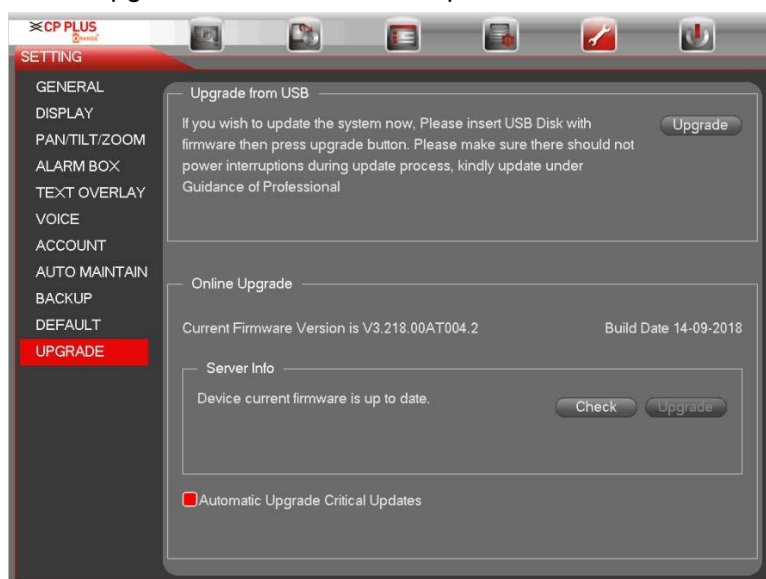 CP PLUS
ORANGE
SETTING
GENERAL
DISPLAY
PAN/TILT/ZOOM
ALARM BOX
TEXT OVERLAY
VOICE
ACCOUNT
AUTO MAINTAIN
BACKUP
DEFAULT
UPGRADE
Upgrade from USB
If you wish to update the system now, Please insert USB Disk with
firmware then press upgrade button. Please make sure there should not
power interruptions during update process, kindly update under
Guidance of Professional
Upgrade
Online Upgrade
Current Firmware Version is V3.218.00AT004.2
Build Date 14-09-2018
Server Info
Device current firmware is up to date.
Check
Upgrade
Automatic Upgrade Critical Updates